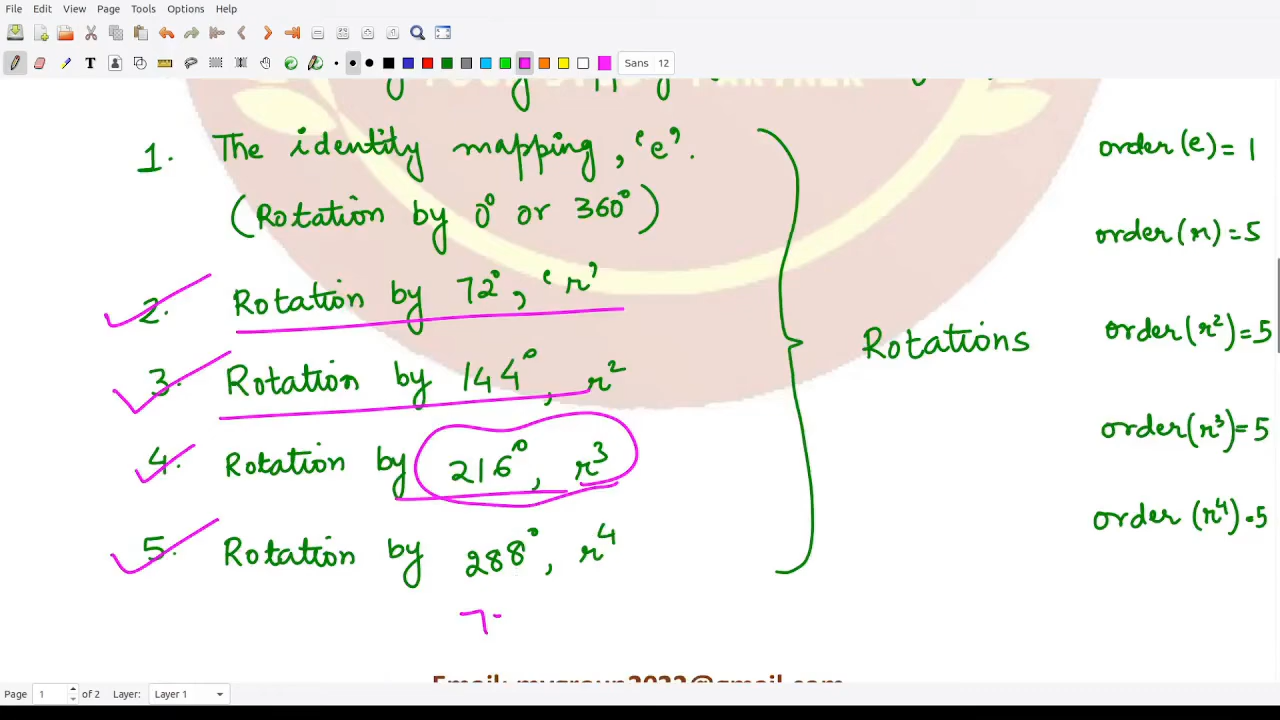 File Edit View Page Tools Options Help
Sans 12
1. The identity mapping, 'e'.
(Rotation by 0° or 360°)
2. Rotation by 72°, 'r'
3. Rotation by 144°, r²
4. Rotation by 216°, r³
5. Rotation by 288°, r⁴
7
Rotations
order(e) = 1
order(r) = 5
order(r²) = 5
order(r³) = 5
order(r⁴) = 5
Page 1 of 2 Layer: Layer 1